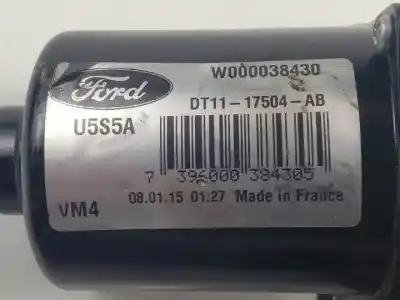 Ford
W000038430
DT11-17504-AB
U5S5A
7 396000 384305
VM4
08.01.15 01:27 Made in France